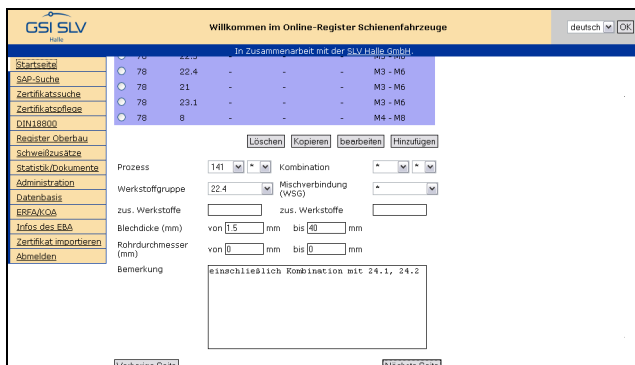 GSI SLV
Halle
Willkommen im Online-Register Schienenfahrzeuge
deutsch OK
In Zusammenarbeit mit der SLV Halle GmbH.
Startseite
SAP-Suche
Zertifikatssuche
Zertifikatspflege
DIN18800
Register Oberbau
Schweißzusätze
Statistik/Dokumente
Administration
Datenbasis
ERFA/KOA
Infos des EBA
Zertifikat importieren
Abmelden
78 22.4 - - - M3 - M6
78 21 - - - M3 - M6
78 23.1 - - - M3 - M6
78 8 - - - M4 - M8
Löschen Kopieren bearbeiten Hinzufügen
Prozess 141 * Kombination * *
Werkstoffgruppe 22.4 Mischverbindung (WSG) *
zus. Werkstoffe zus. Werkstoffe
Blechdicke (mm) von 1.5 mm bis 40 mm
Rohrdurchmesser (mm) von 0 mm bis 0 mm
Bemerkung einschließlich Kombination mit 24.1, 24.2
Vorherige Seite Nächste Seite